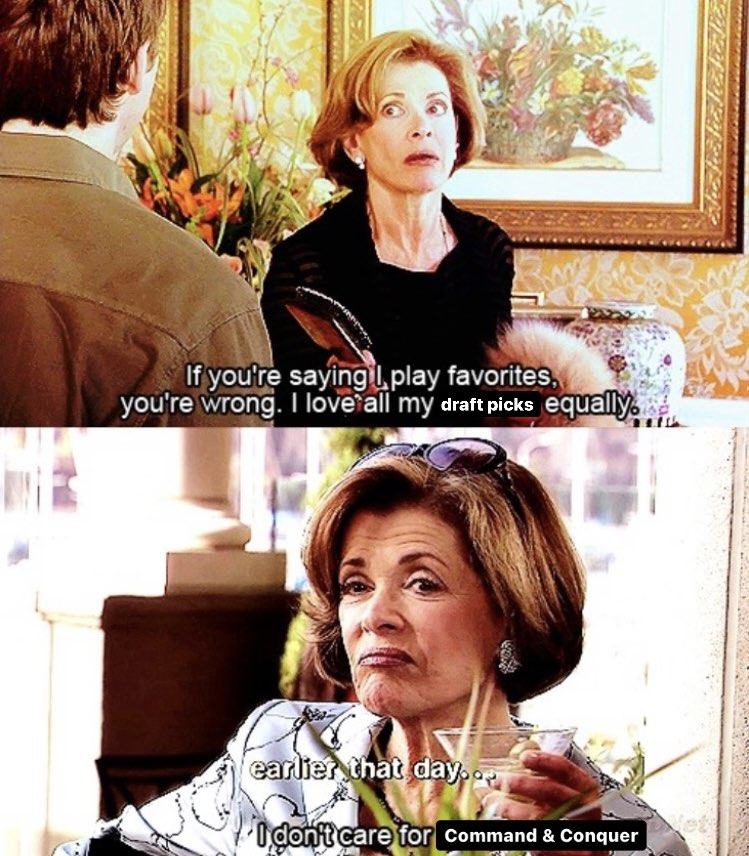 If you're saying I play favorites,
you're wrong. I love all my draft picks equally.
earlier that day...
I don't care for Command & Conquer